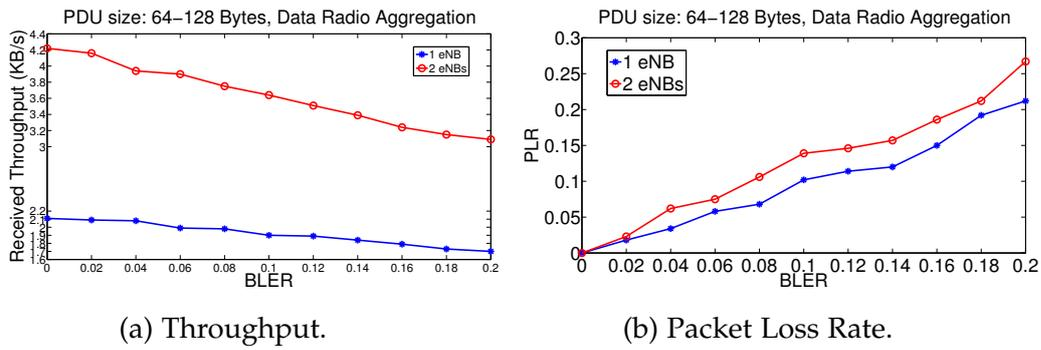 PDU size: 64−128 Bytes, Data Radio Aggregation
Received Throughput (KB/s)
4.4
4.2
4
3.8
3.6
3.4
3.2
3
2.2
2.1
2
1.9
1.8
1.7
1.6
1 eNB
2 eNBs
0 0.02 0.04 0.06 0.08 0.1 0.12 0.14 0.16 0.18 0.2
BLER
(a) Throughput.
PDU size: 64−128 Bytes, Data Radio Aggregation
PLR
0.3
0.25
0.2
0.15
0.1
0.05
0
1 eNB
2 eNBs
0 0.02 0.04 0.06 0.08 0.1 0.12 0.14 0.16 0.18 0.2
BLER
(b) Packet Loss Rate.